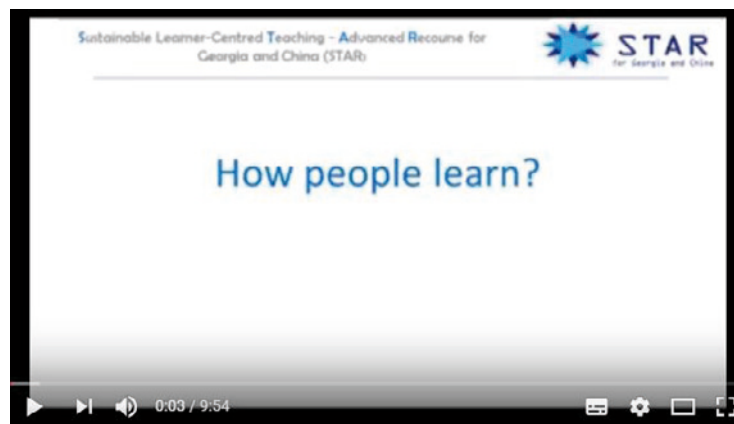 Sustainable Learner-Centred Teaching - Advanced Recourse for
Georgia and China (STAR)
STAR
for Georgia and China
How people learn?
0:03 / 9:54